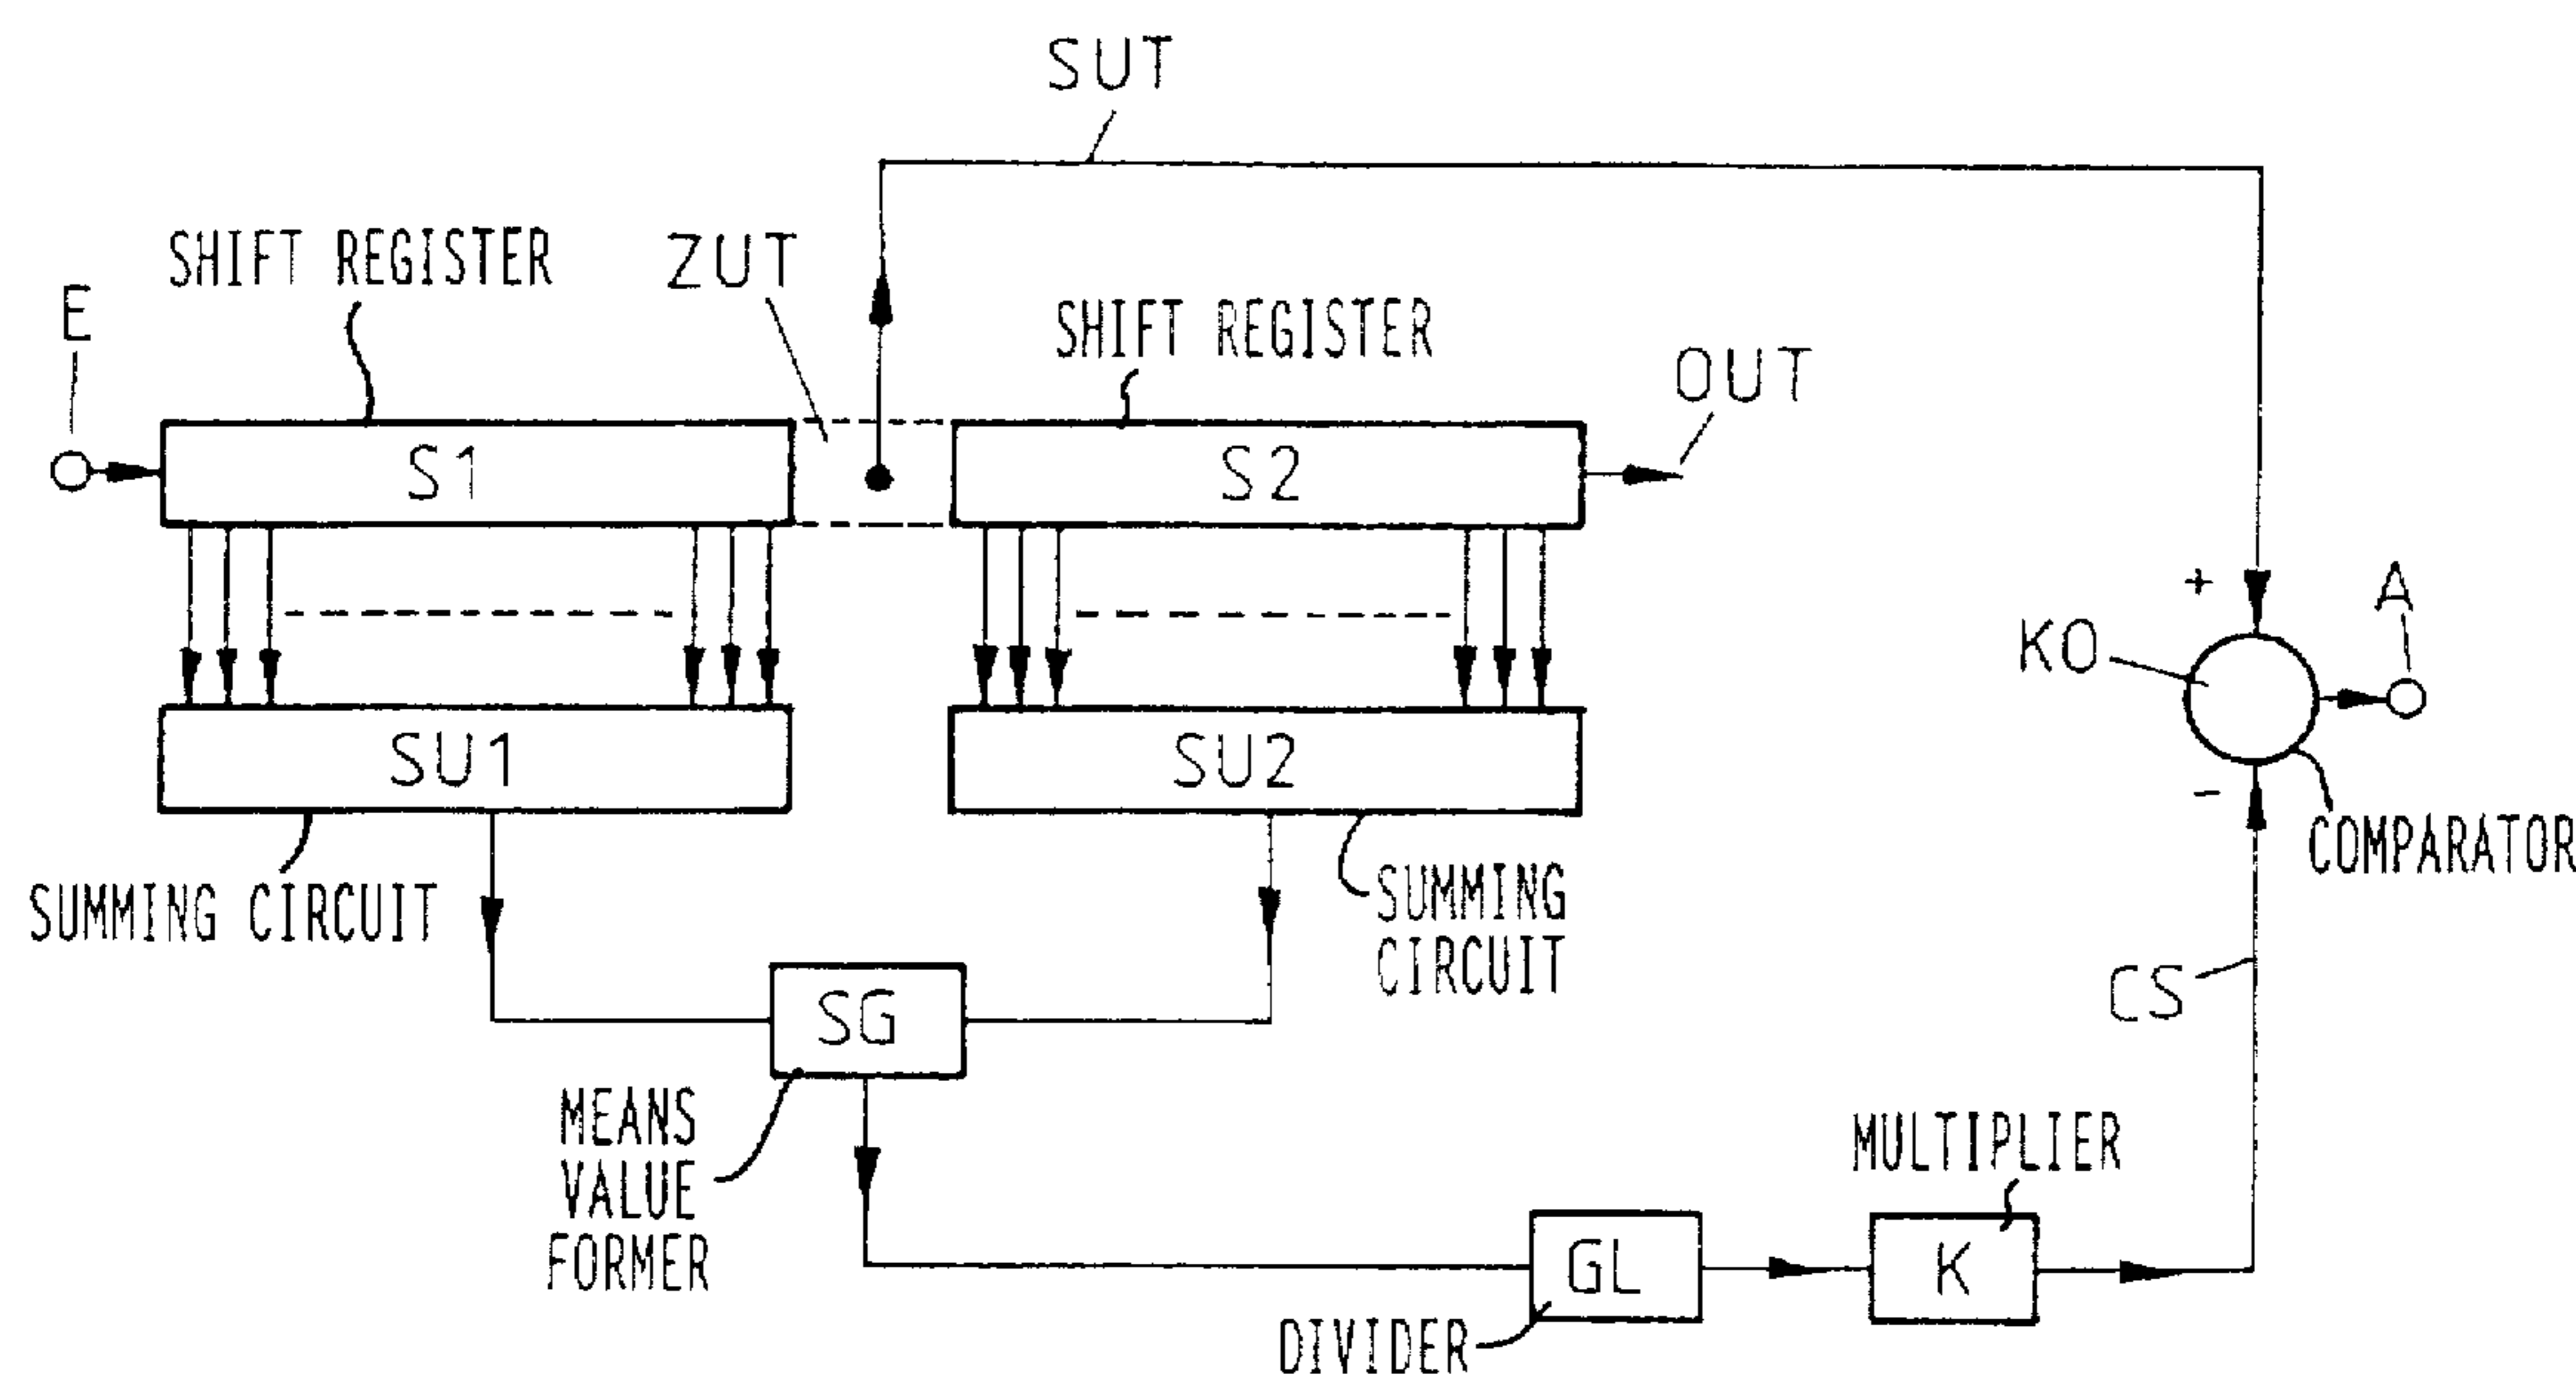 SUT
SHIFT REGISTER
ZUT
E
SHIFT REGISTER
OUT
S1
S2
+
A
KO
SU1
SU2
-
COMPARATOR
SUMMING CIRCUIT
SUMMING
CIRCUIT
SG
CS
MEANS
VALUE
FORMER
MULTIPLIER
GL
K
DIVIDER